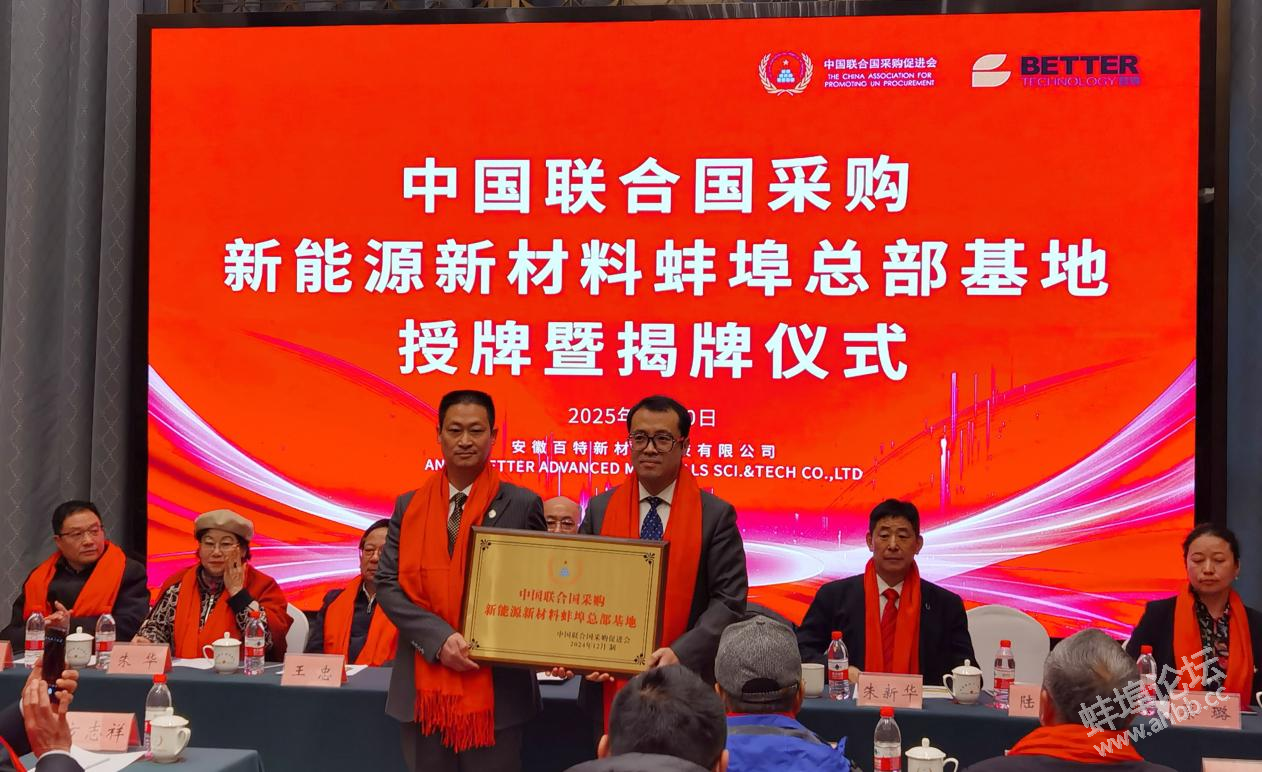 中国联合国采购促进会
THE CHINA ASSOCIATION FOR
PROMOTING UN PROCUREMENT
BETTER
TECHNOLOGY
中国联合国采购
新能源新材料蚌埠总部基地
授牌暨揭牌仪式
2025年 0日
安徽百特新材 有限公司
AN ETTER ADVANCED M LS SCI.&TECH CO.,LTD
中国联合国采购
新能源新材料蚌埠总部基地
中国联合国采购促进会
2024年12月 制
朱华
王忠
朱新华
陆
璐
志祥
蚌埠论坛
www.ahbb.cc